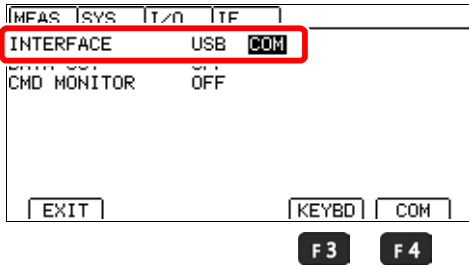 MEAS SYS I/O IF
INTERFACE USB COM
CMD MONITOR OFF
EXIT KEYBD COM
F3 F4